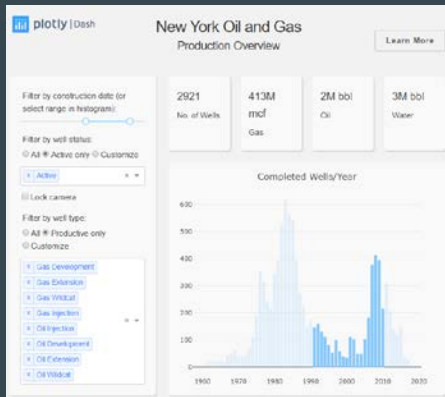 plotly | Dash
New York Oil and Gas
Production Overview
Learn More
Filter by construction date (or
select range in histogram):
Filter by well status:
All Active only Customize
× Active × ▾
Lock camera
Filter by well type:
All Productive only
Customize
× Gas Development
× Gas Extension
× Gas Wildcat
× Gas Injection
× Oil Injection
× Oil Development
× Oil Extension
× Oil Wildcat
× ▾
2921
No. of Wells
413M
mcf
Gas
2M bbl
Oil
3M bbl
Water
Completed Wells/Year
600
500
400
300
200
100
0
1960 1970 1980 1990 2000 2010 2020